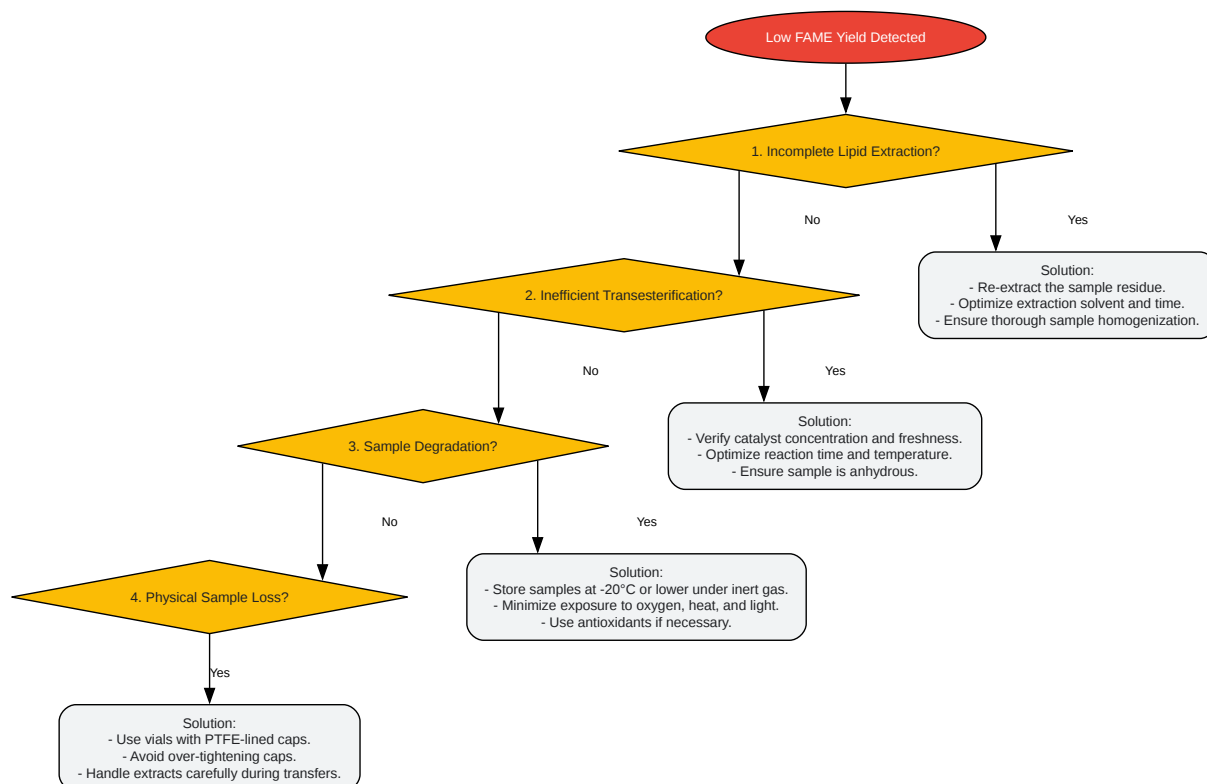 Low FAME Yield Detected
1. Incomplete Lipid Extraction?
No
Yes
Solution:
- Re-extract the sample residue.
- Optimize extraction solvent and time.
- Ensure thorough sample homogenization.
2. Inefficient Transesterification?
No
Yes
Solution:
- Verify catalyst concentration and freshness.
- Optimize reaction time and temperature.
- Ensure sample is anhydrous.
3. Sample Degradation?
No
Yes
Solution:
- Store samples at -20°C or lower under inert gas.
- Minimize exposure to oxygen, heat, and light.
- Use antioxidants if necessary.
4. Physical Sample Loss?
Yes
Solution:
- Use vials with PTFE-lined caps.
- Avoid over-tightening caps.
- Handle extracts carefully during transfers.